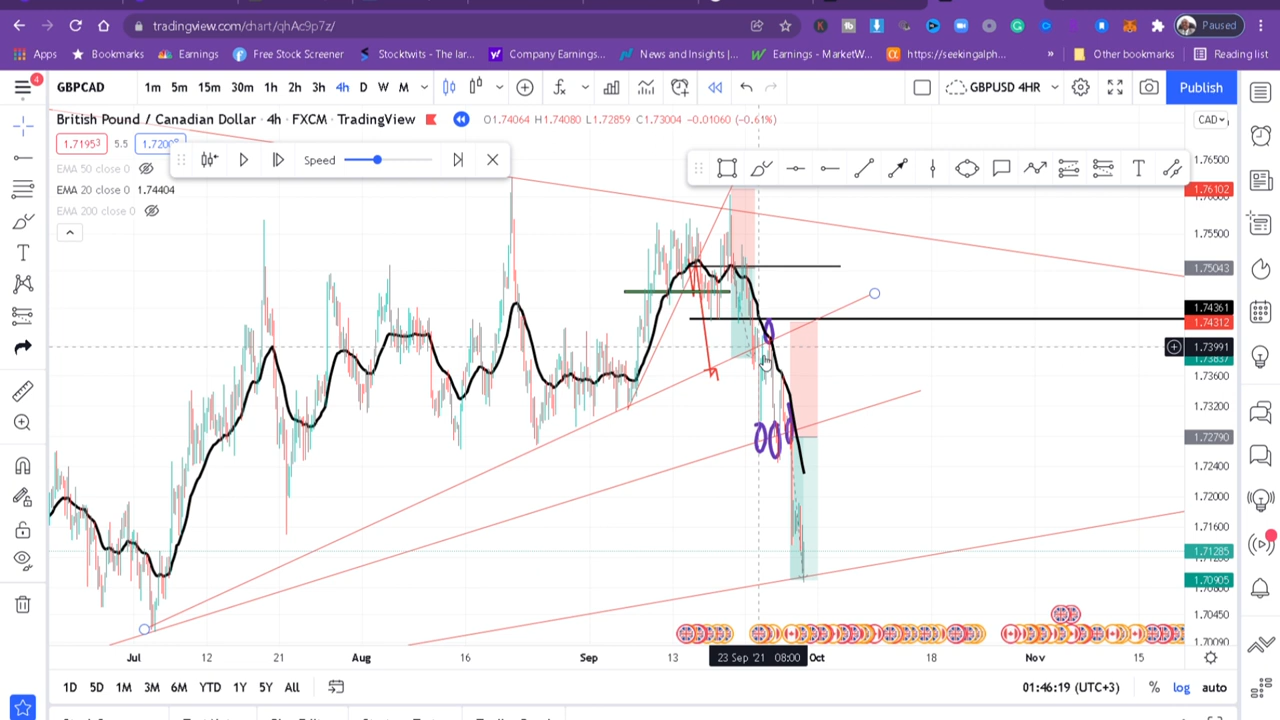 tradingview.com/chart/qhAc9p7z/
Paused
Apps Bookmarks Earnings Free Stock Screener Stocktwits - The lar... Company Earnings... News and Insights |... Earnings - MarketW... https://seekingalph... » Other bookmarks Reading list
4 GBPCAD 1m 5m 15m 30m 1h 2h 3h 4h D W M GBPUSD 4HR Publish
British Pound / Canadian Dollar · 4h · FXCM · TradingView O1.74064 H1.74080 L1.72859 C1.73004 −0.01060 (−0.61%) CAD
1.71953 5.5
Speed
EMA 50 close 0
EMA 20 close 0 1.74404
EMA 200 close 0
1.76500
1.76102
1.75500
1.75043
1.74361
1.74312
1.73991
1.73837
1.73600
1.73200
1.72790
1.72400
1.72000
1.71600
1.71285
1.70905
1.70450
1.70090
Jul 12 21 Aug 16 Sep 13 23 Sep '21 08:00 Oct 18 Nov 15
1D 5D 1M 3M 6M YTD 1Y 5Y All 01:46:19 (UTC+3) % log auto